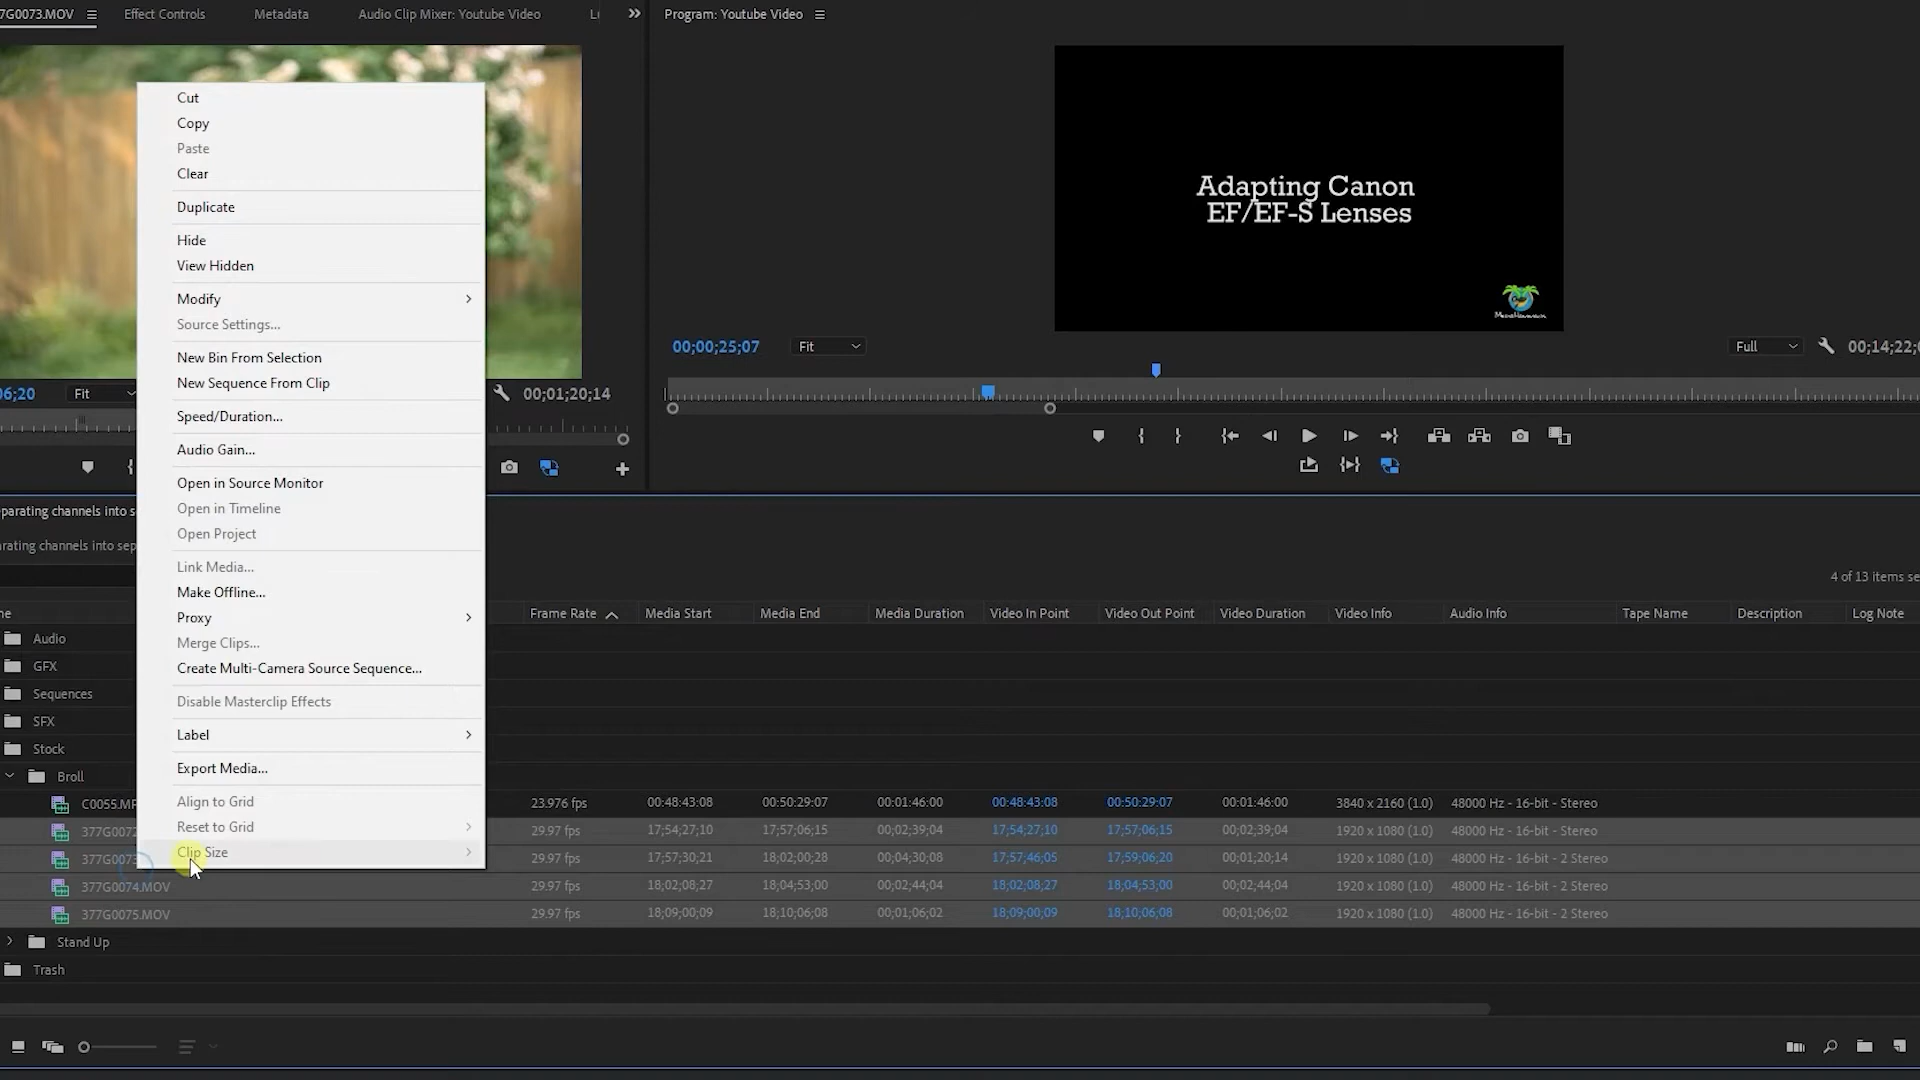 7G0073.MOV
Effect Controls
Metadata
Audio Clip Mixer: Youtube Video
Program: Youtube Video
Cut
Copy
Paste
Clear
Duplicate
Hide
View Hidden
Modify
Source Settings...
New Bin From Selection
New Sequence From Clip
Speed/Duration...
Audio Gain...
Open in Source Monitor
Open in Timeline
Open Project
Link Media...
Make Offline...
Proxy
Merge Clips...
Create Multi-Camera Source Sequence...
Disable Masterclip Effects
Label
Export Media...
Align to Grid
Reset to Grid
Clip Size
Adapting Canon
EF/EF-S Lenses
00;00;25;07 Fit Full 00;14;22;0
06;20 Fit 00;01;20;14
parating channels into s
rating channels into sep
4 of 13 items se
me Frame Rate Media Start Media End Media Duration Video In Point Video Out Point Video Duration Video Info Audio Info Tape Name Description Log Note
Audio
GFX
Sequences
SFX
Stock
Broll
C0055.MP 23.976 fps 00:48:43:08 00:50:29:07 00:01:46:00 00:48:43:08 00:50:29:07 00:01:46:00 3840 x 2160 (1.0) 48000 Hz - 16-bit - Stereo
377G0072 29.97 fps 17;54;27;10 17;57;06;15 00;02;39;04 17;54;27;10 17;57;06;15 00;02;39;04 1920 x 1080 (1.0) 48000 Hz - 16-bit - Stereo
377G0073 29.97 fps 17;57;30;21 18;02;00;28 00;04;30;08 17;57;46;05 17;59;06;20 00;01;20;14 1920 x 1080 (1.0) 48000 Hz - 16-bit - 2 Stereo
377G0074.MOV 29.97 fps 18;02;08;27 18;04;53;00 00;02;44;04 18;02;08;27 18;04;53;00 00;02;44;04 1920 x 1080 (1.0) 48000 Hz - 16-bit - 2 Stereo
377G0075.MOV 29.97 fps 18;09;00;09 18;10;06;08 00;01;06;02 18;09;00;09 18;10;06;08 00;01;06;02 1920 x 1080 (1.0) 48000 Hz - 16-bit - 2 Stereo
Stand Up
Trash